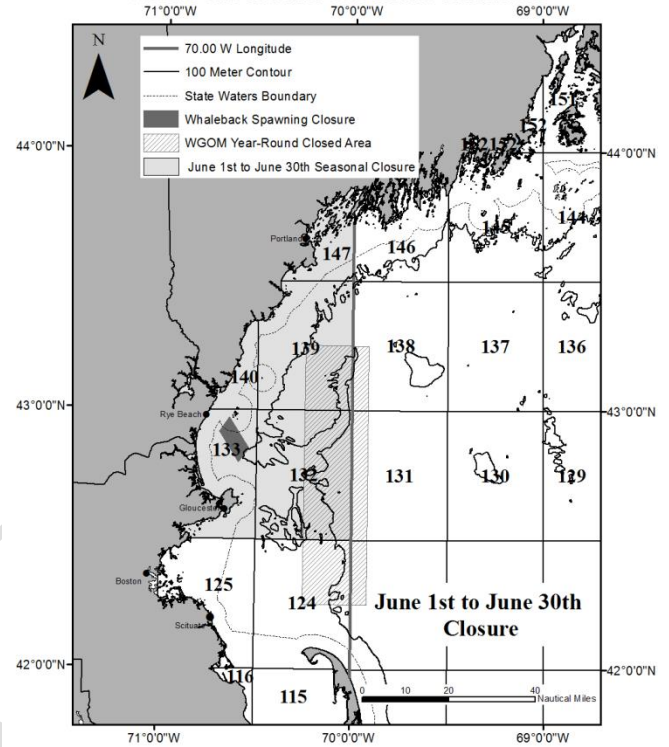 71°0'0"W 70°0'0"W 69°0'0"W
N
70.00 W Longitude
100 Meter Contour
State Waters Boundary
Whaleback Spawning Closure
WGOM Year-Round Closed Area
June 1st to June 30th Seasonal Closure
151
152
152
44°0'0"N 44°0'0"N
144
145
Portland
147 146
139 138 137 136
140
43°0'0"N 43°0'0"N
Rye Beach
133
132 131 130 129
Gloucester
Boston
125
124
June 1st to June 30th
Closure
Scituate
42°0'0"N 42°0'0"N
116
115
0 10 20 40
Nautical Miles
71°0'0"W 70°0'0"W 69°0'0"W